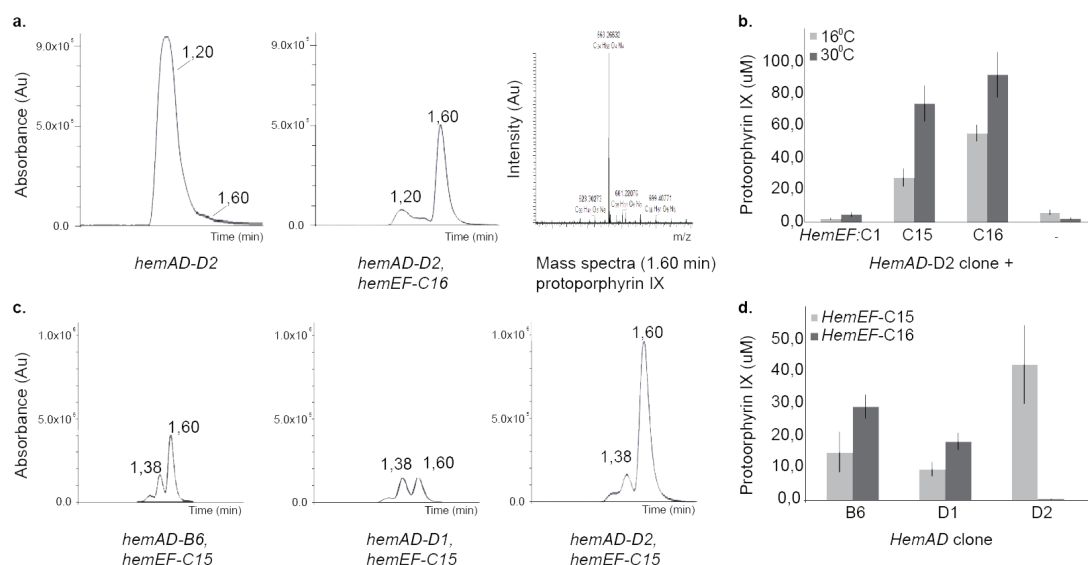 a.
Absorbance (Au)
9.0x10⁵
5.0x10⁵
0.0
1,20
1,60
Time (min)
hemAD-D2
9.0x10⁵
5.0x10⁵
0.0
1,20
1,60
Time (min)
hemAD-D2,
hemEF-C16
Intensity (Au)
m/z
Mass spectra (1.60 min)
protoporphyrin IX
b.
Protoorphyrin IX (uM)
16⁰C
30⁰C
100,0
80,0
60,0
40,0
20,0
0,0
HemEF:C1
C15
C16
-
HemAD-D2 clone +
c.
Absorbance (Au)
1.0x10⁶
5.0x10⁵
0.0
1,38
1,60
Time (min)
hemAD-B6,
hemEF-C15
1.0x10⁶
5.0x10⁵
0.0
1,38
1,60
Time (min)
hemAD-D1,
hemEF-C15
1.0x10⁶
5.0x10⁵
0.0
1,38
1,60
Time (min)
hemAD-D2,
hemEF-C15
d.
Protoorphyrin IX (uM)
HemEF-C15
HemEF-C16
50,0
40,0
30,0
20,0
10,0
0,0
B6
D1
D2
HemAD clone